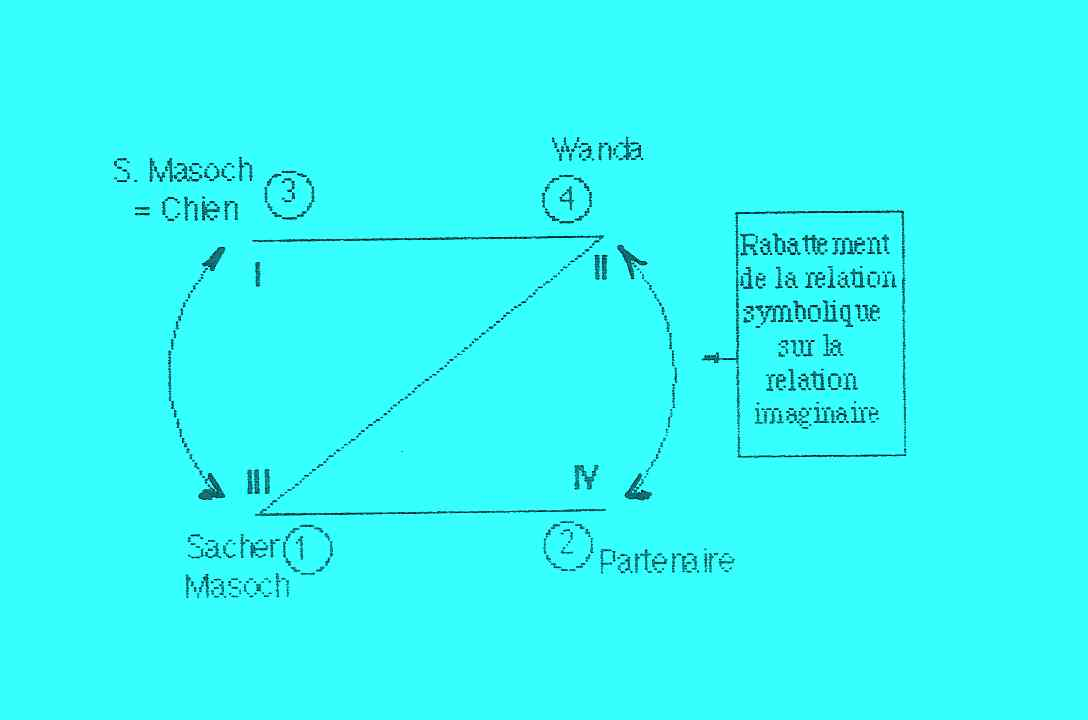 Wanda
S. Masoch
= Chien
3
4
I
II
Rabattement
de la relation
symbolique
sur la
relation
imaginaire
III
IV
Sacher
Masoch
1
2
Partenaire